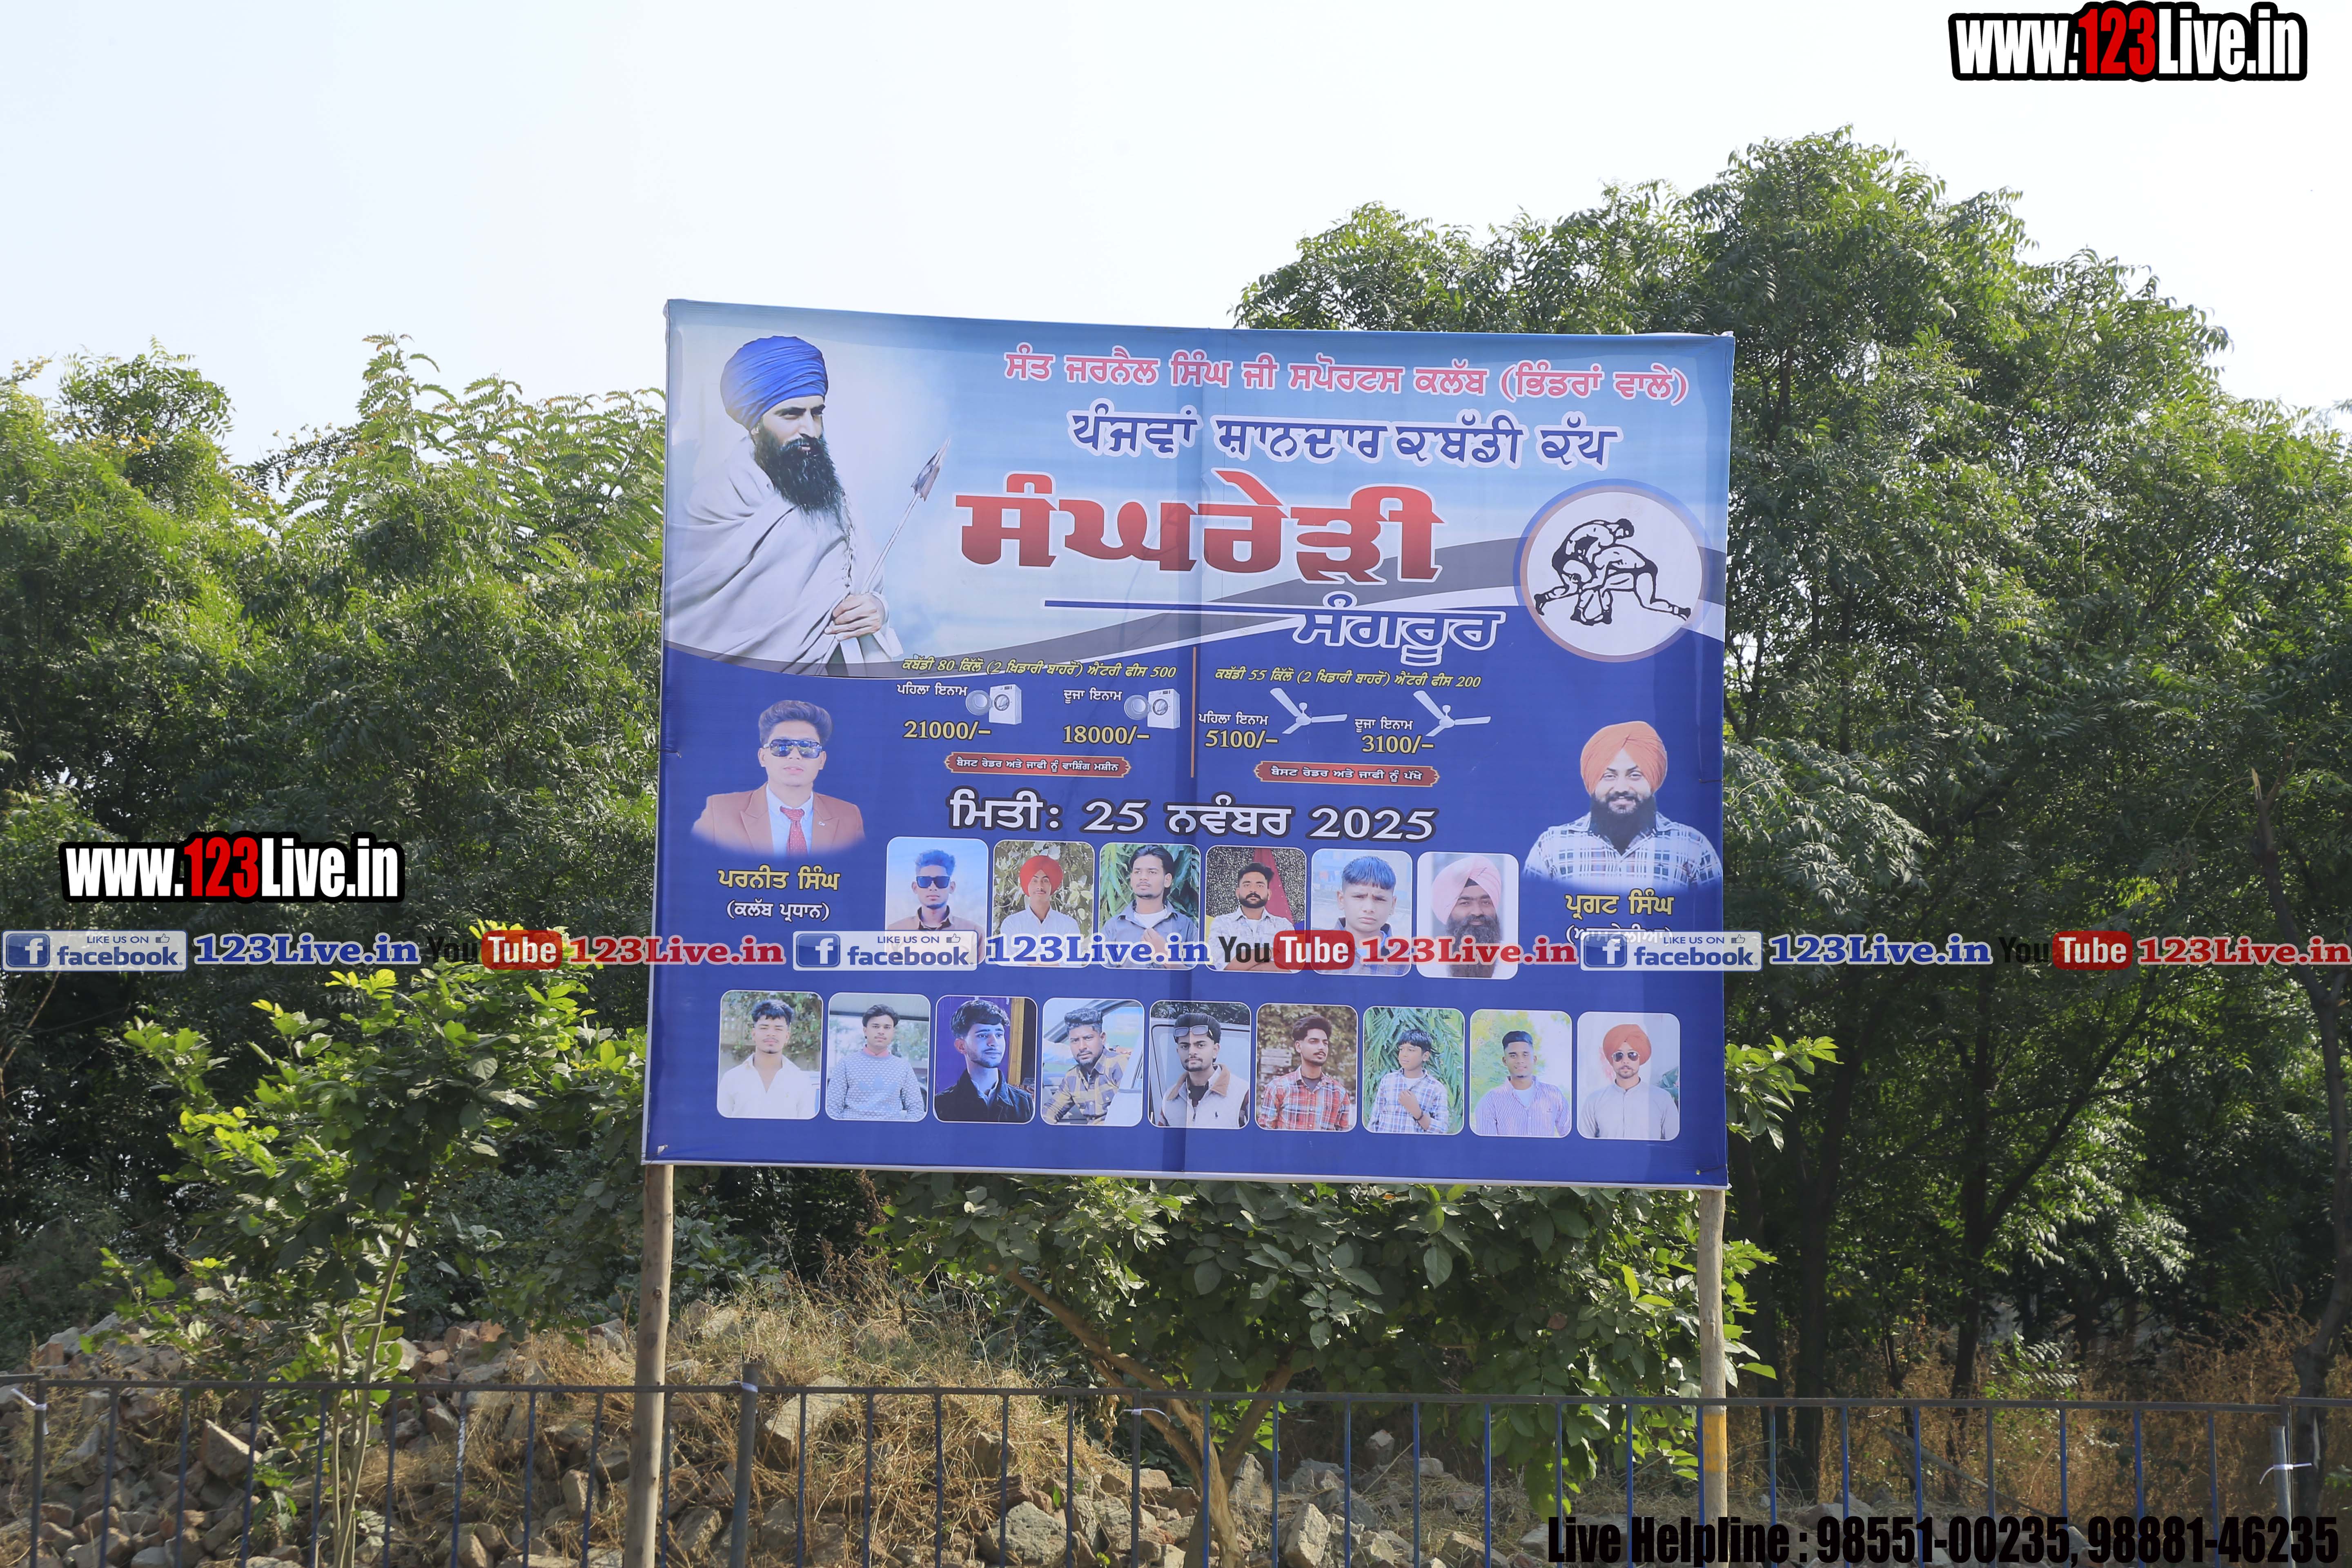 www.123Live.in
ਸੰਤ ਜਰਨੈਲ ਸਿੰਘ ਜੀ ਸਪੋਰਟਸ ਕਲੱਬ (ਭਿੰਡਰਾਂ ਵਾਲੇ)
ਪੰਜਵਾਂ ਸ਼ਾਨਦਾਰ ਕਬੱਡੀ ਕੱਪ
ਸੰਘਰੇੜੀ
ਸੰਗਰੂਰ
ਕਬੱਡੀ 80 ਕਿੱਲੋ (2 ਖਿਡਾਰੀ ਬਾਹਰੋਂ) ਐਂਟਰੀ ਫੀਸ 500
ਪਹਿਲਾ ਇਨਾਮ
21000/-
ਦੂਜਾ ਇਨਾਮ
18000/-
ਬੈਸਟ ਰੇਡਰ ਅਤੇ ਜਾਫੀ ਨੂੰ ਵਾਸ਼ਿੰਗ ਮਸ਼ੀਨ
ਕਬੱਡੀ 55 ਕਿੱਲੋ (2 ਖਿਡਾਰੀ ਬਾਹਰੋਂ) ਐਂਟਰੀ ਫੀਸ 200
ਪਹਿਲਾ ਇਨਾਮ
5100/-
ਦੂਜਾ ਇਨਾਮ
3100/-
ਬੈਸਟ ਰੇਡਰ ਅਤੇ ਜਾਫੀ ਨੂੰ ਪੱਖੇ
ਮਿਤੀ: 25 ਨਵੰਬਰ 2025
www.123Live.in
ਪਰਨੀਤ ਸਿੰਘ
(ਕਲੱਬ ਪ੍ਰਧਾਨ)
ਪ੍ਰਗਟ ਸਿੰਘ
LIKE US ON facebook 123Live.in YouTube 123Live.in LIKE US ON facebook 123Live.in YouTube 123Live.in LIKE US ON facebook 123Live.in YouTube 123Live.in
Live Helpline : 98551-00235, 98881-46235